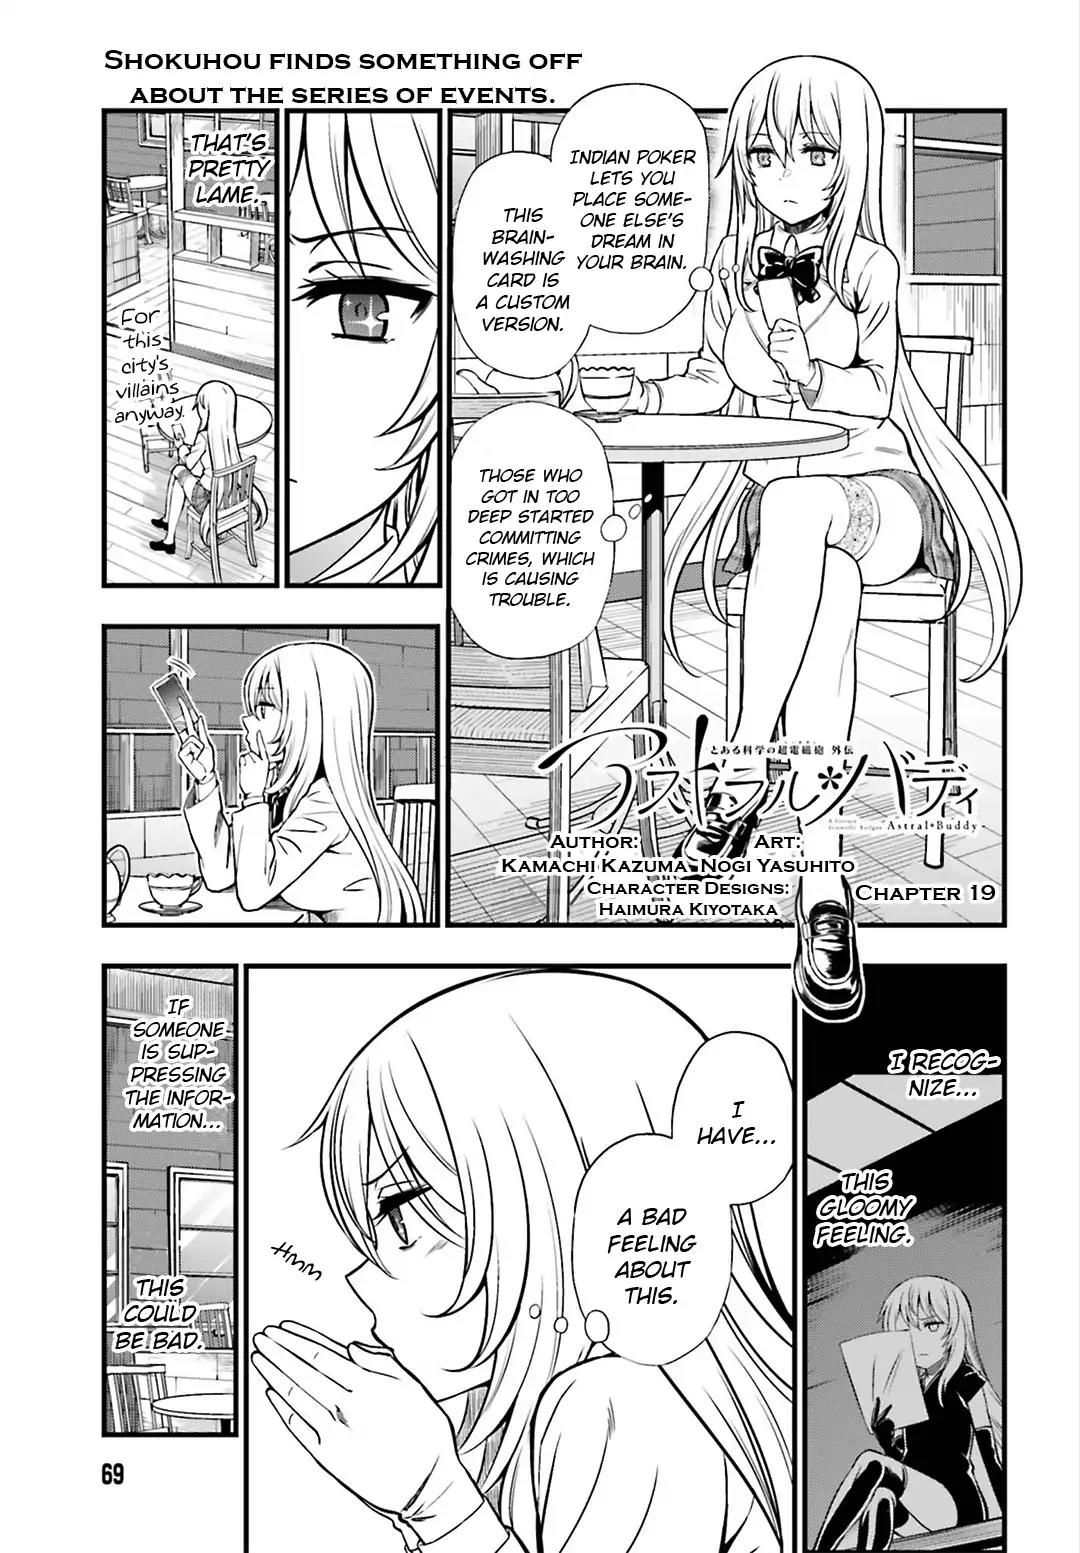 SHOKUHOU FINDS SOMETHING OFF
ABOUT THE SERIES OF EVENTS.
INDIAN POKER
LETS YOU
PLACE SOME-
ONE ELSE'S
DREAM IN
YOUR BRAIN.
THIS
BRAIN-
WASHING
CARD IS
A CUSTOM
VERSION.
THOSE WHO
GOT IN TOO
DEEP STARTED
COMMITTING
CRIMES, WHICH
IS CAUSING
TROUBLE.
THAT'S
PRETTY
LAME.
For
this
city's
villains
anyway.
とある科学の超電磁砲 外伝
アストラル*バディ
Astral*Buddy
AUTHOR:
KAMACHI KAZUMA
ART:
NOGI YASUHITO
CHARACTER DESIGNS:
HAIMURA KIYOTAKA
CHAPTER 19
I RECOG-
NIZE...
THIS
GLOOMY
FEELING.
I
HAVE...
A BAD
FEELING
ABOUT
THIS.
HMM
IF
SOMEONE
IS SUP-
PRESSING
THE INFOR-
MATION...
THIS
COULD
BE BAD.
69